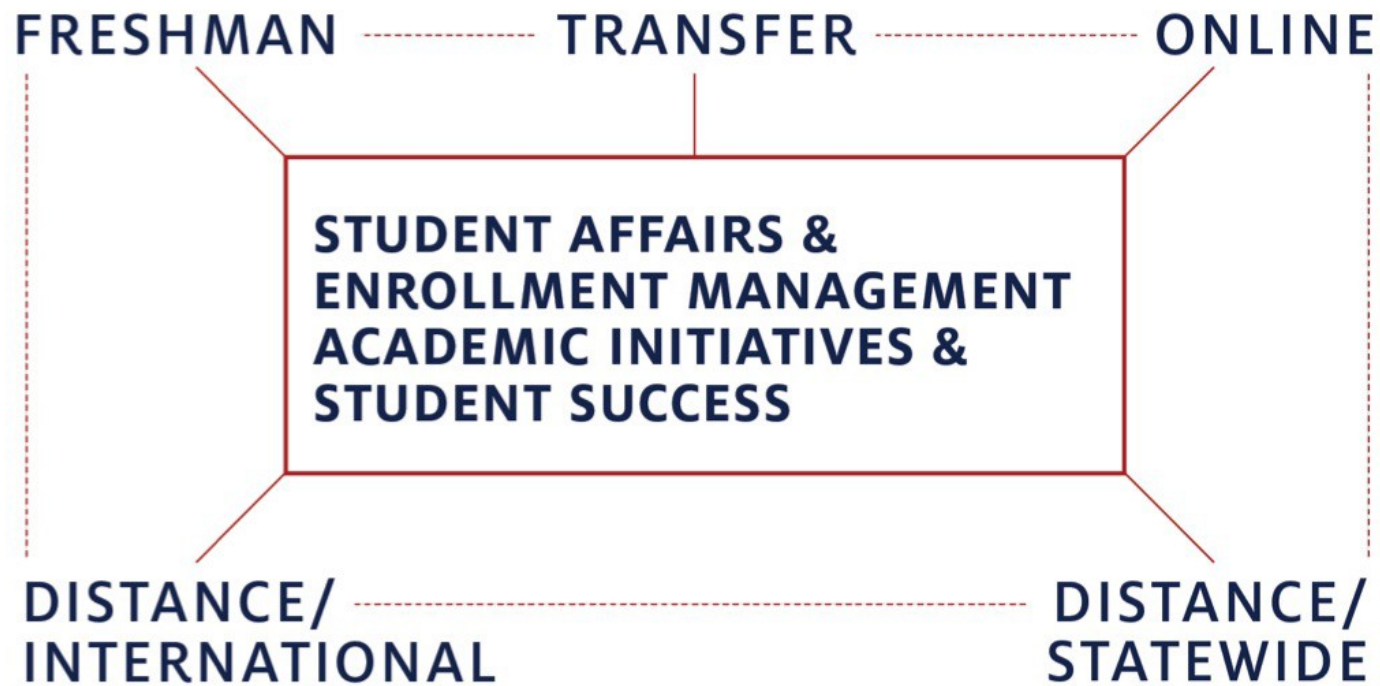 FRESHMAN
TRANSFER
ONLINE
STUDENT AFFAIRS &
ENROLLMENT MANAGEMENT
ACADEMIC INITIATIVES &
STUDENT SUCCESS
DISTANCE/
INTERNATIONAL
DISTANCE/
STATEWIDE